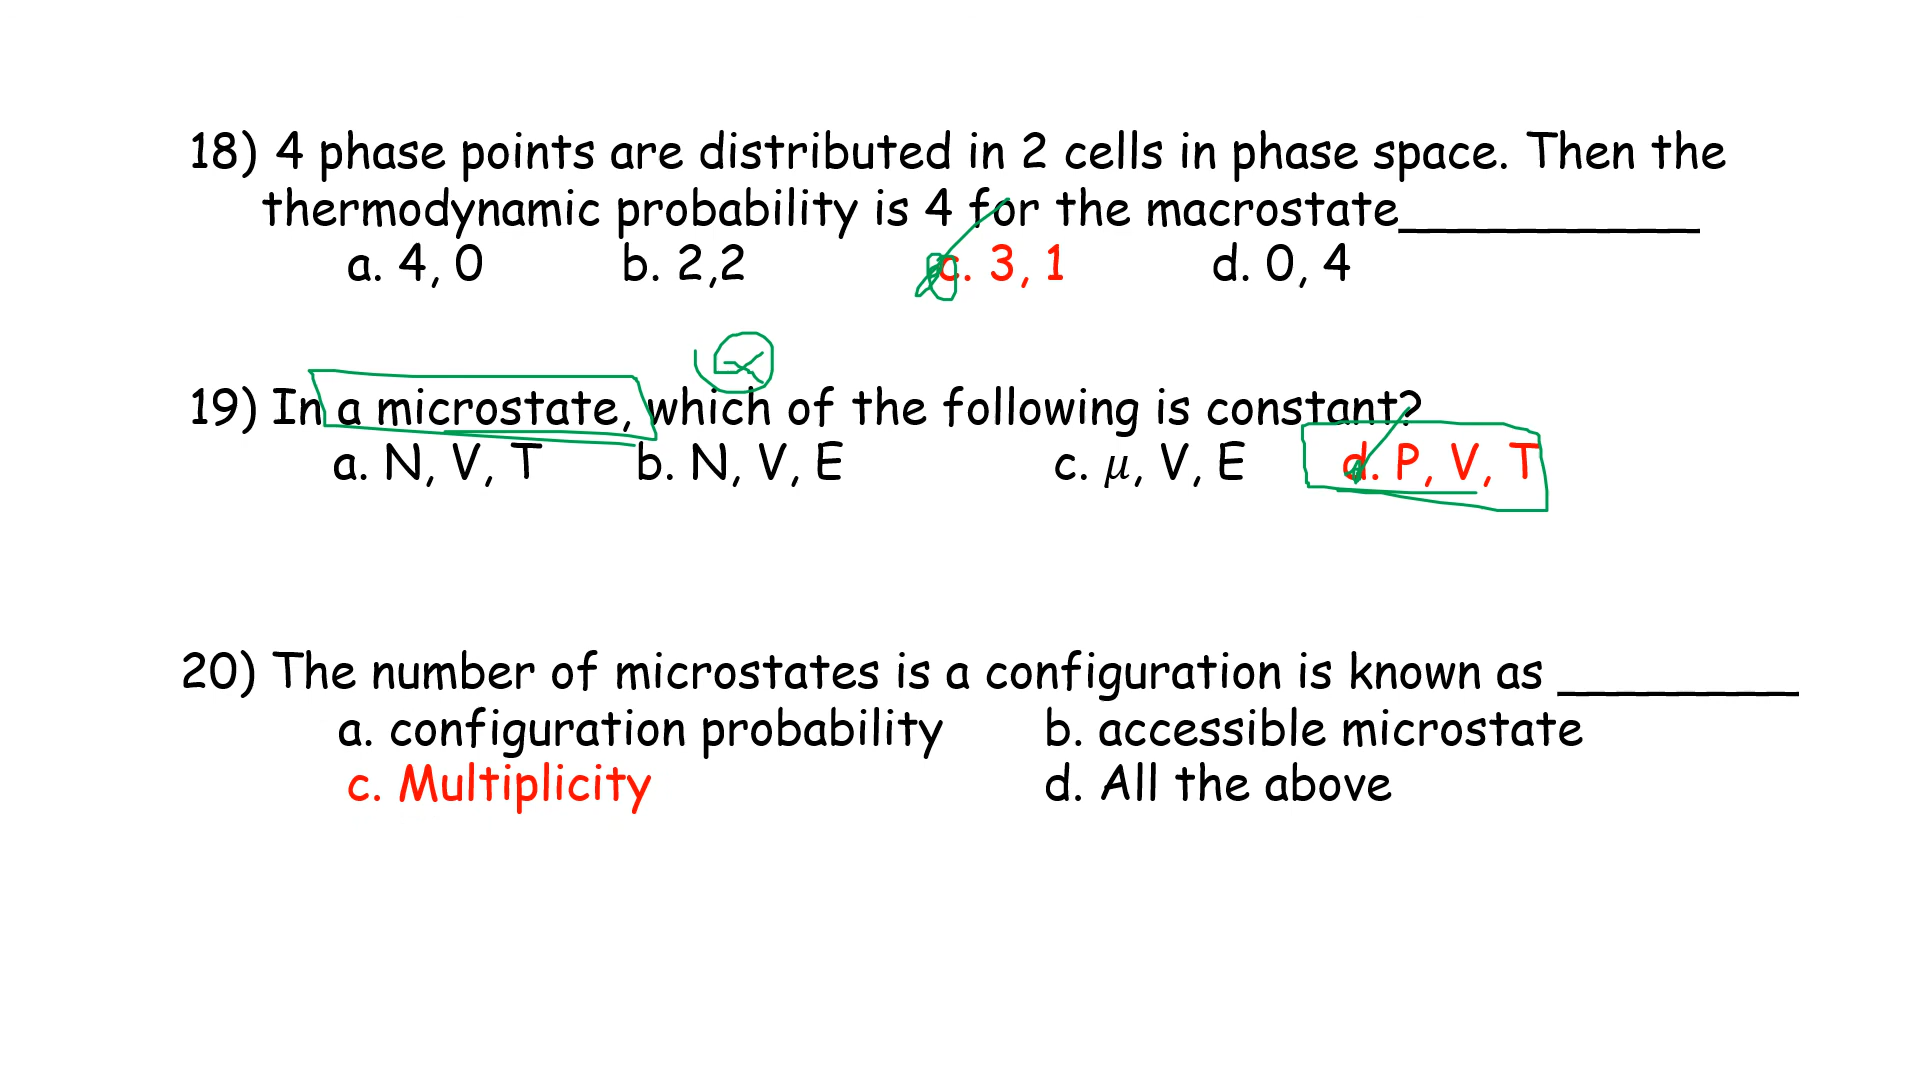 18) 4 phase points are distributed in 2 cells in phase space. Then the
thermodynamic probability is 4 for the macrostate__________
a. 4, 0 b. 2,2 c. 3, 1 d. 0, 4
19) In a microstate, which of the following is constant?
a. N, V, T b. N, V, E c. μ, V, E d. P, V, T
20) The number of microstates is a configuration is known as ________
a. configuration probability b. accessible microstate
c. Multiplicity d. All the above